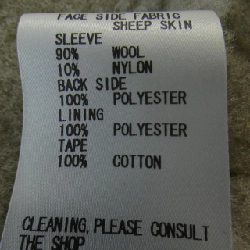 FACE SIDE FABRIC
SHEEP SKIN
SLEEVE
90% WOOL
10% NYLON
BACK SIDE
100% POLYESTER
LINING
100% POLYESTER
TAPE
100% COTTON
CLEANING, PLEASE CONSULT
THE SHOP